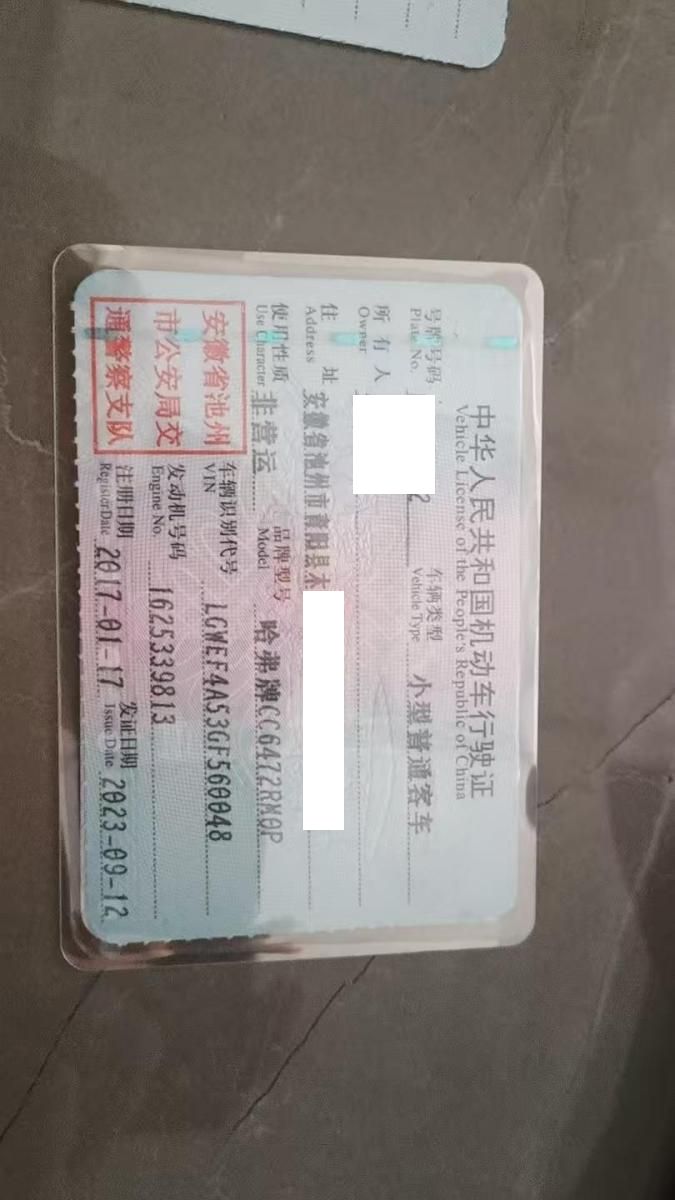 中华人民共和国机动车行驶证
Vehicle License of the People's Republic of China
号牌号码 2 车辆类型 小型普通客车
Plate No. Vehicle Type
所有人
Owner
住址 安徽省池州市青阳县木
Address
使用性质 非营运 品牌型号 哈弗牌CC6472RM0P
Use Character Model
安徽省池州
市公安局交
通警察支队
车辆识别代号 LGWEF4A53GF560048
VIN
发动机号码 1625339813
Engine No.
注册日期 2017-01-17 发证日期 2023-09-12
Register Date Issue Date